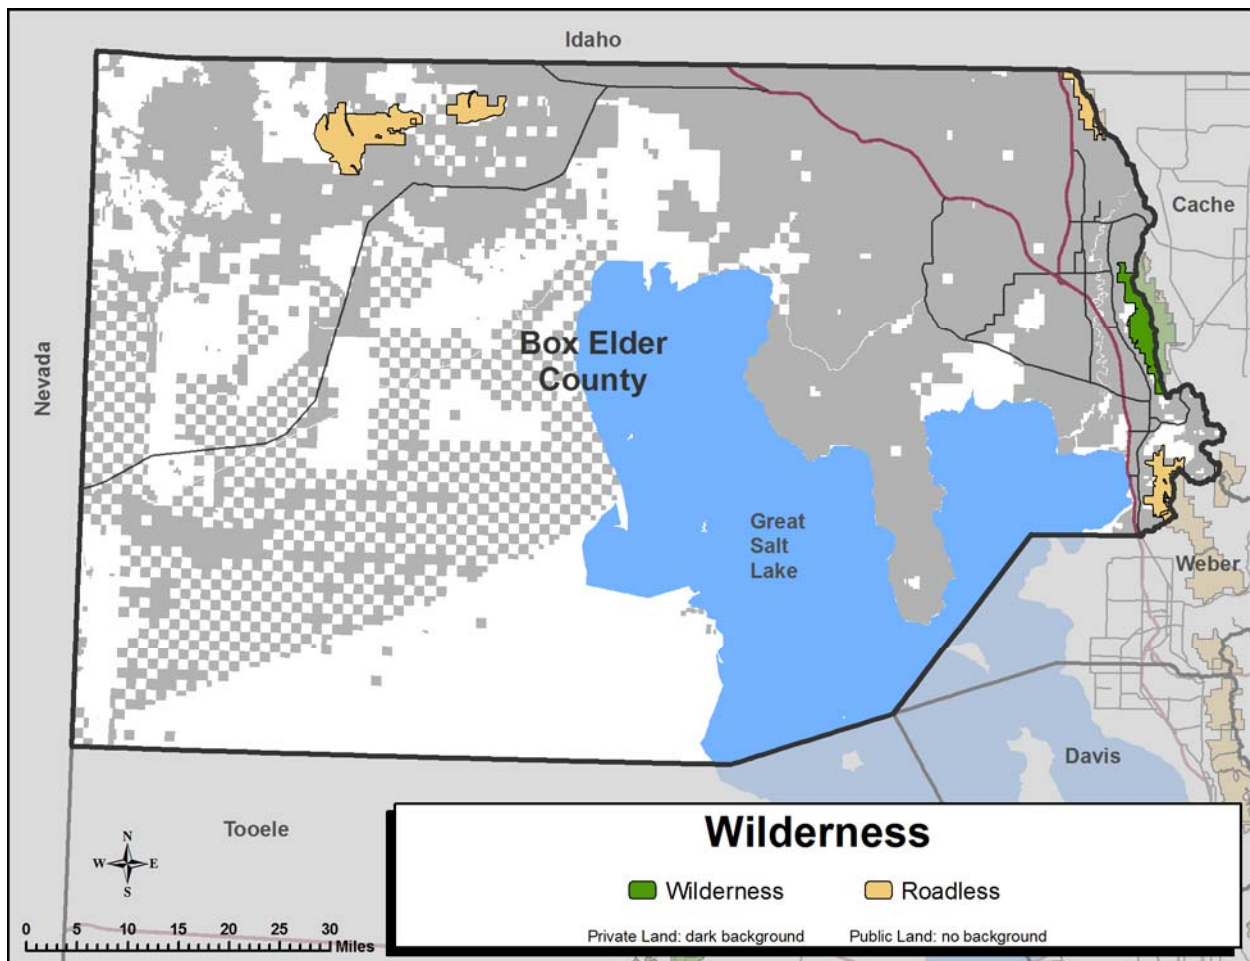 Idaho
Cache
Nevada
Box Elder
County
Great
Salt
Lake
Weber
Davis
Tooele
N
W E
S
0 5 10 15 20 25 30
Miles
Wilderness
Wilderness Roadless
Private Land: dark background Public Land: no background